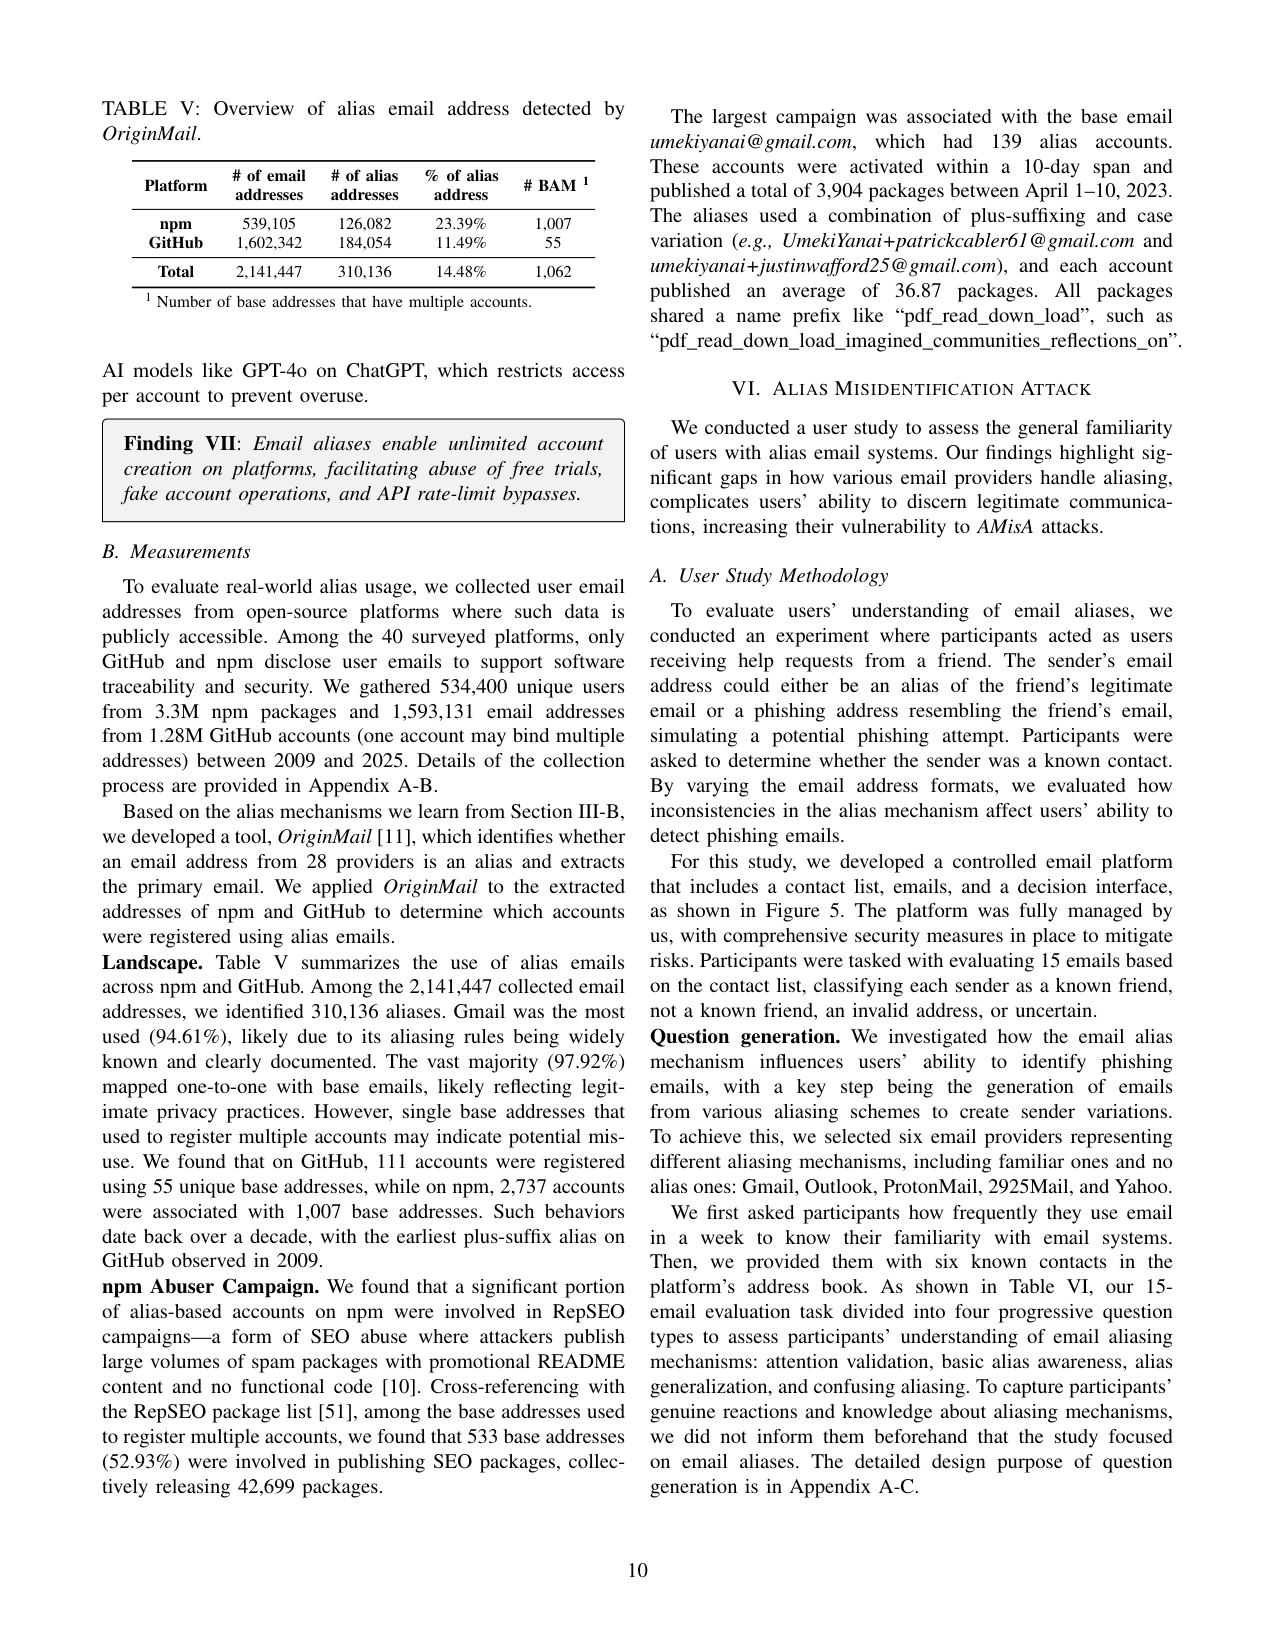 TABLE V: Overview of alias email address detected by
OriginMail.
Platform # of email addresses # of alias addresses % of alias address # BAM 1
npm 539,105 126,082 23.39% 1,007
GitHub 1,602,342 184,054 11.49% 55
Total 2,141,447 310,136 14.48% 1,062
1 Number of base addresses that have multiple accounts.
AI models like GPT-4o on ChatGPT, which restricts access
per account to prevent overuse.
Finding VII: Email aliases enable unlimited account
creation on platforms, facilitating abuse of free trials,
fake account operations, and API rate-limit bypasses.
B. Measurements
To evaluate real-world alias usage, we collected user email
addresses from open-source platforms where such data is
publicly accessible. Among the 40 surveyed platforms, only
GitHub and npm disclose user emails to support software
traceability and security. We gathered 534,400 unique users
from 3.3M npm packages and 1,593,131 email addresses
from 1.28M GitHub accounts (one account may bind multiple
addresses) between 2009 and 2025. Details of the collection
process are provided in Appendix A-B.
Based on the alias mechanisms we learn from Section III-B,
we developed a tool, OriginMail [11], which identifies whether
an email address from 28 providers is an alias and extracts
the primary email. We applied OriginMail to the extracted
addresses of npm and GitHub to determine which accounts
were registered using alias emails.
Landscape. Table V summarizes the use of alias emails
across npm and GitHub. Among the 2,141,447 collected email
addresses, we identified 310,136 aliases. Gmail was the most
used (94.61%), likely due to its aliasing rules being widely
known and clearly documented. The vast majority (97.92%)
mapped one-to-one with base emails, likely reflecting legit-
imate privacy practices. However, single base addresses that
used to register multiple accounts may indicate potential mis-
use. We found that on GitHub, 111 accounts were registered
using 55 unique base addresses, while on npm, 2,737 accounts
were associated with 1,007 base addresses. Such behaviors
date back over a decade, with the earliest plus-suffix alias on
GitHub observed in 2009.
npm Abuser Campaign. We found that a significant portion
of alias-based accounts on npm were involved in RepSEO
campaigns—a form of SEO abuse where attackers publish
large volumes of spam packages with promotional README
content and no functional code [10]. Cross-referencing with
the RepSEO package list [51], among the base addresses used
to register multiple accounts, we found that 533 base addresses
(52.93%) were involved in publishing SEO packages, collec-
tively releasing 42,699 packages.
The largest campaign was associated with the base email
umekiyanai@gmail.com, which had 139 alias accounts.
These accounts were activated within a 10-day span and
published a total of 3,904 packages between April 1–10, 2023.
The aliases used a combination of plus-suffixing and case
variation (e.g., UmekiYanai+patrickcabler61@gmail.com and
umekiyanai+justinwafford25@gmail.com), and each account
published an average of 36.87 packages. All packages
shared a name prefix like “pdf_read_down_load”, such as
“pdf_read_down_load_imagined_communities_reflections_on”.
VI. ALIAS MISIDENTIFICATION ATTACK
We conducted a user study to assess the general familiarity
of users with alias email systems. Our findings highlight sig-
nificant gaps in how various email providers handle aliasing,
complicates users’ ability to discern legitimate communica-
tions, increasing their vulnerability to AMisA attacks.
A. User Study Methodology
To evaluate users’ understanding of email aliases, we
conducted an experiment where participants acted as users
receiving help requests from a friend. The sender’s email
address could either be an alias of the friend’s legitimate
email or a phishing address resembling the friend’s email,
simulating a potential phishing attempt. Participants were
asked to determine whether the sender was a known contact.
By varying the email address formats, we evaluated how
inconsistencies in the alias mechanism affect users’ ability to
detect phishing emails.
For this study, we developed a controlled email platform
that includes a contact list, emails, and a decision interface,
as shown in Figure 5. The platform was fully managed by
us, with comprehensive security measures in place to mitigate
risks. Participants were tasked with evaluating 15 emails based
on the contact list, classifying each sender as a known friend,
not a known friend, an invalid address, or uncertain.
Question generation. We investigated how the email alias
mechanism influences users’ ability to identify phishing
emails, with a key step being the generation of emails
from various aliasing schemes to create sender variations.
To achieve this, we selected six email providers representing
different aliasing mechanisms, including familiar ones and no
alias ones: Gmail, Outlook, ProtonMail, 2925Mail, and Yahoo.
We first asked participants how frequently they use email
in a week to know their familiarity with email systems.
Then, we provided them with six known contacts in the
platform’s address book. As shown in Table VI, our 15-
email evaluation task divided into four progressive question
types to assess participants’ understanding of email aliasing
mechanisms: attention validation, basic alias awareness, alias
generalization, and confusing aliasing. To capture participants’
genuine reactions and knowledge about aliasing mechanisms,
we did not inform them beforehand that the study focused
on email aliases. The detailed design purpose of question
generation is in Appendix A-C.
10